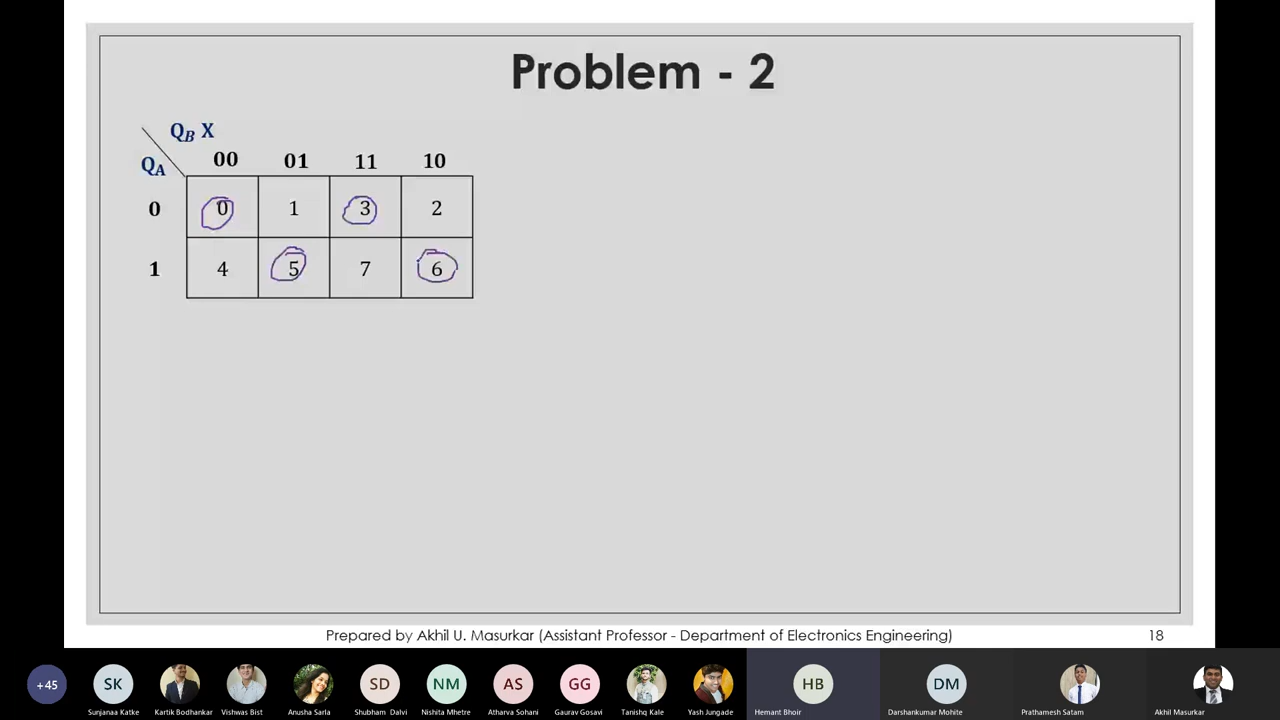 Problem - 2
Q_B X
Q_A
00 01 11 10
0 0 1 3 2
1 4 5 7 6
Prepared by Akhil U. Masurkar (Assistant Professor - Department of Electronics Engineering) 18
+45 SK SD NM AS GG HB DM
Sunjanaa Katke Kartik Bodhankar Vishwas Bist Anusha Sarla Shubham Dalvi Nishita Mhetre Atharva Sohani Gaurav Gosavi Tanishq Kale Yash Jungade Hemant Bhoir Darshankumar Mohite Prathamesh Satam Akhil Masurkar